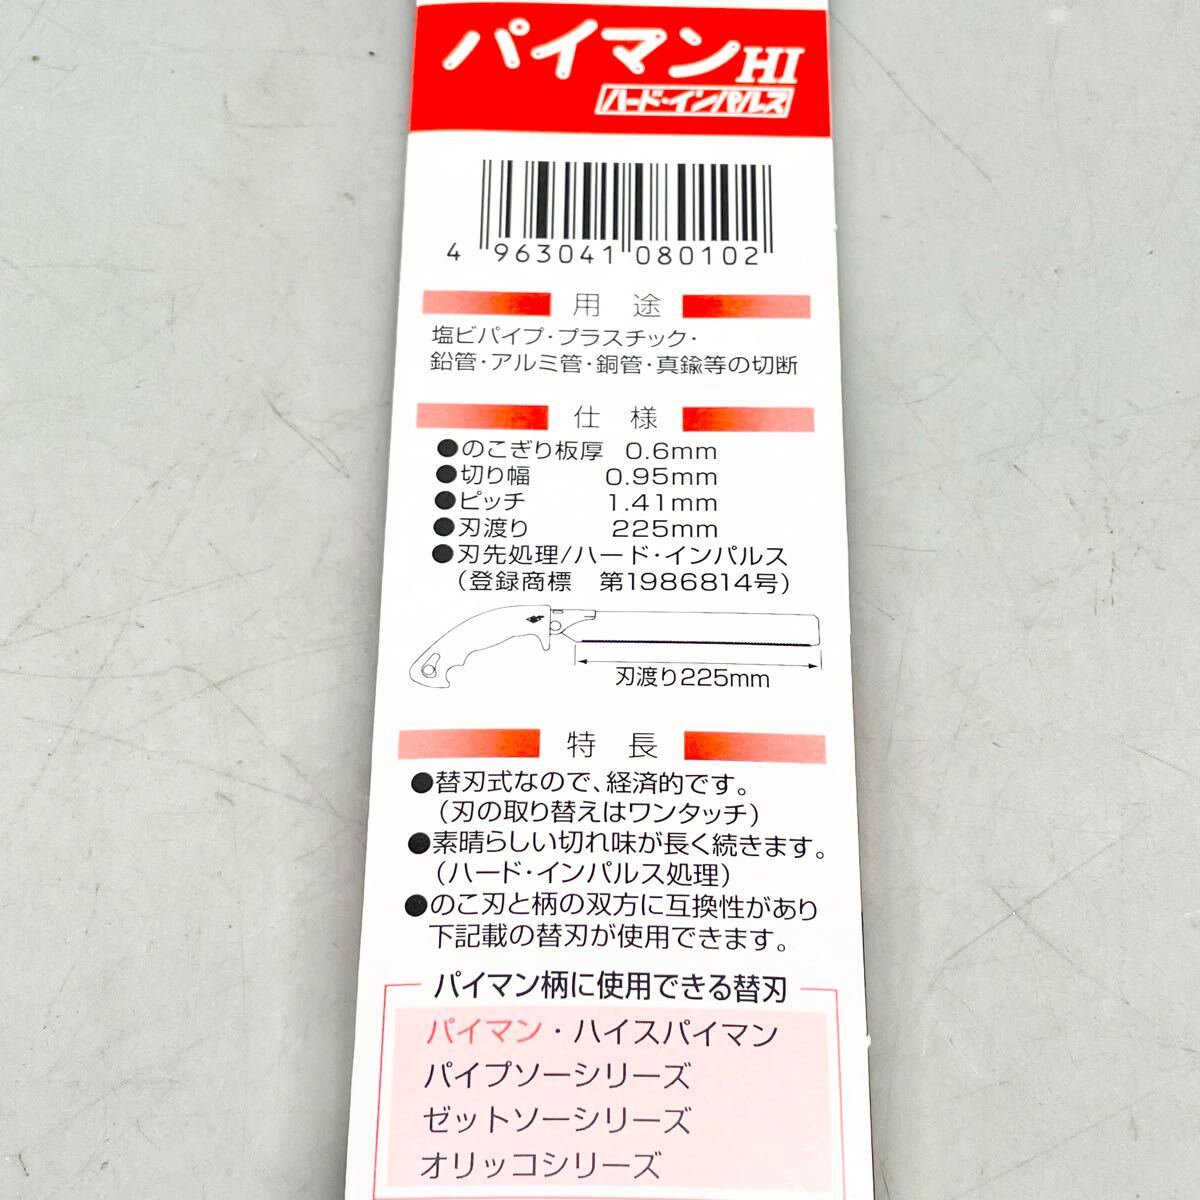 パイマンHI
ハード・インパルス
4 963041 080102
用途
塩ビパイプ・プラスチック・
鉛管・アルミ管・銅管・真鍮等の切断
仕様
●のこぎり板厚 0.6mm
●切り幅 0.95mm
●ピッチ 1.41mm
●刃渡り 225mm
●刃先処理/ハード・インパルス
(登録商標 第1986814号)
刃渡り225mm
特長
●替刃式なので、経済的です。
(刃の取り替えはワンタッチ)
●素晴らしい切れ味が長く続きます。
(ハード・インパルス処理)
●のこ刃と柄の双方に互換性があり
下記載の替刃が使用できます。
パイマン柄に使用できる替刃
パイマン・ハイスパイマン
パイプソーシリーズ
ゼットソーシリーズ
オリッコシリーズ